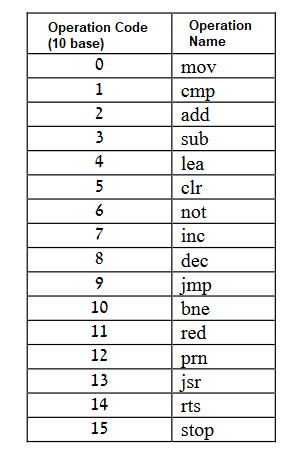 Operation Code Operation
(10 base) Name
0 mov
1 cmp
2 add
3 sub
4 lea
5 clr
6 not
7 inc
8 dec
9 jmp
10 bne
11 red
12 prn
13 jsr
14 rts
15 stop